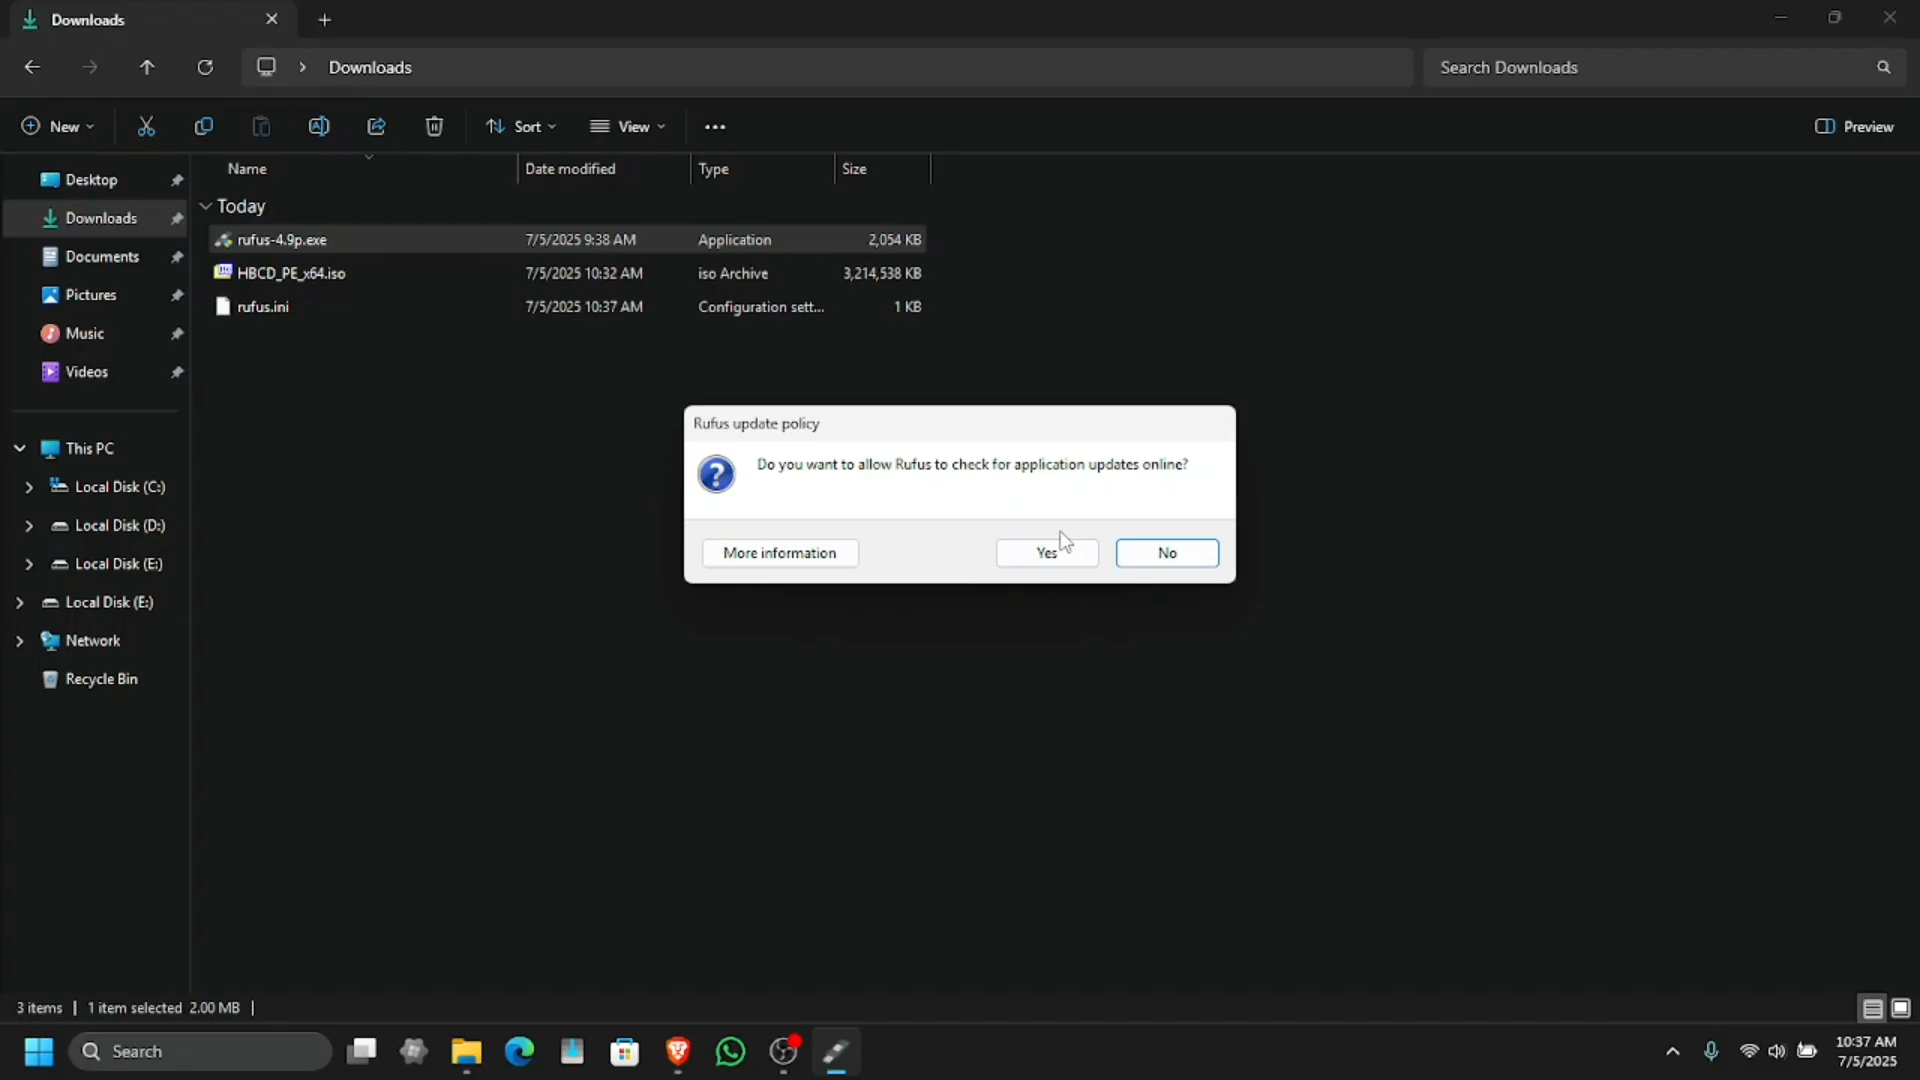 Downloads
Downloads
Search Downloads
New
Sort
View
Preview
Name
Date modified
Type
Size
Desktop
Downloads
Documents
Pictures
Music
Videos
This PC
Local Disk (C:)
Local Disk (D:)
Local Disk (E:)
Local Disk (E:)
Network
Recycle Bin
Today
rufus-4.9p.exe 7/5/2025 9:38 AM Application 2,054 KB
HBCD_PE_x64.iso 7/5/2025 10:32 AM iso Archive 3,214,538 KB
rufus.ini 7/5/2025 10:37 AM Configuration sett... 1 KB
Rufus update policy
Do you want to allow Rufus to check for application updates online?
More information
Yes
No
3 items | 1 item selected 2.00 MB |
Search
10:37 AM
7/5/2025